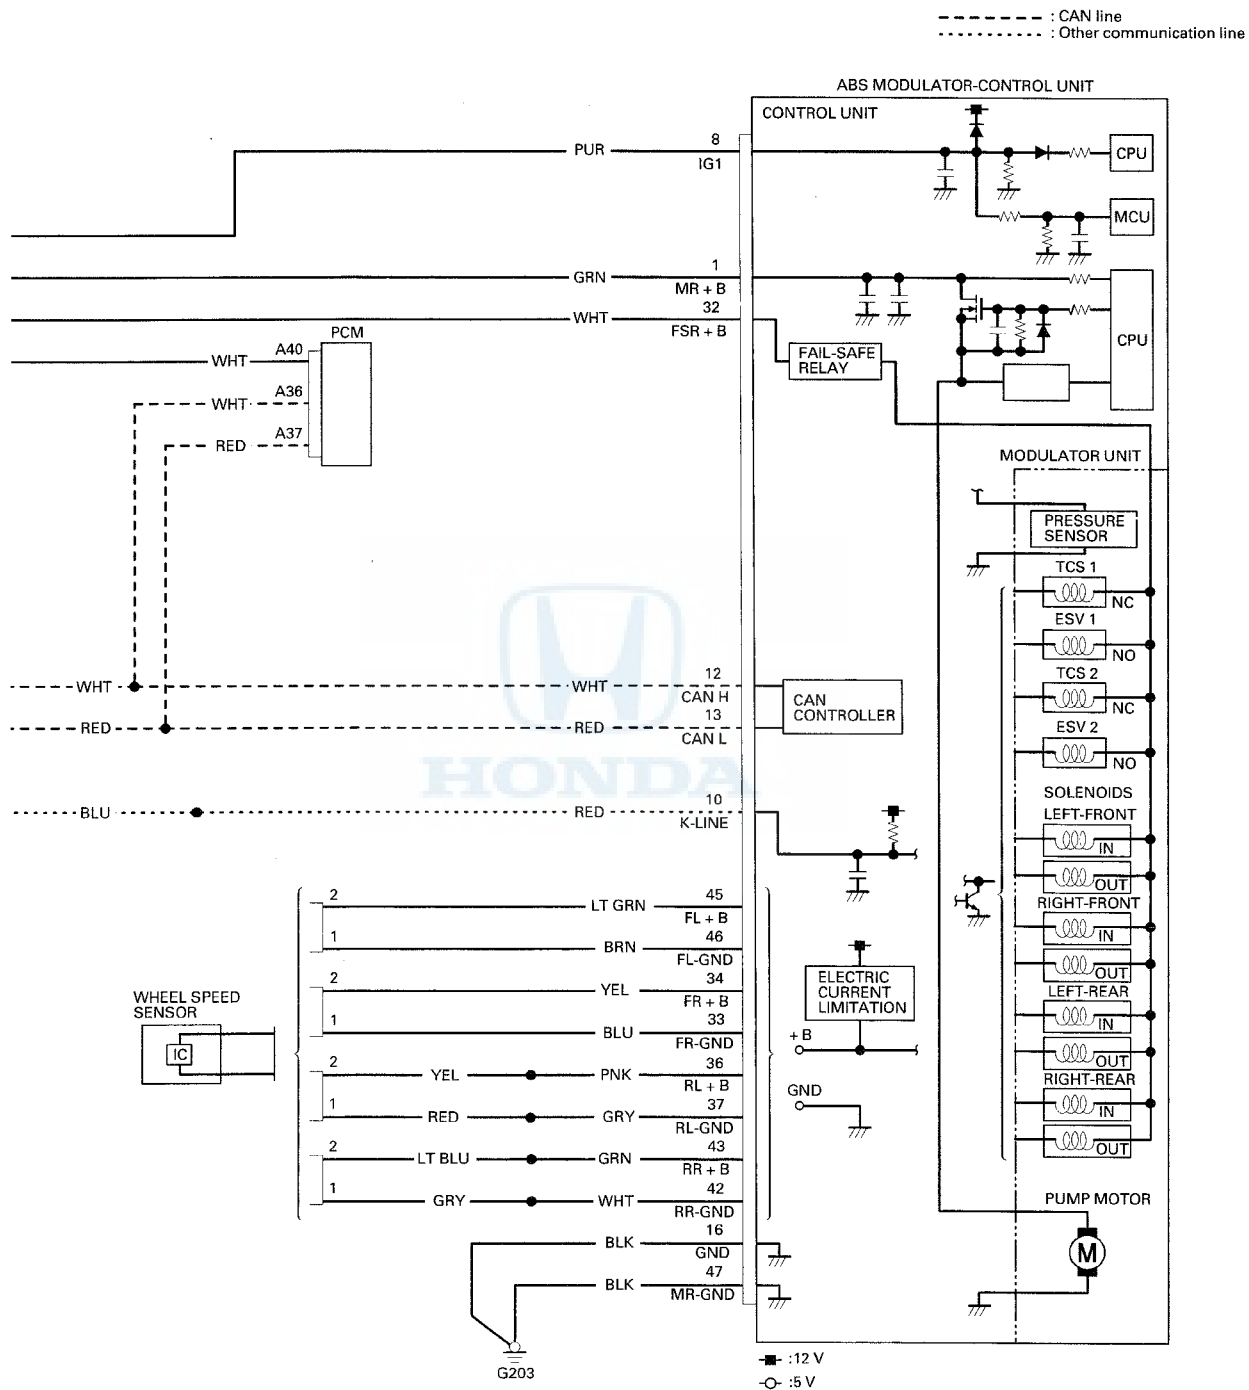 : CAN line
: Other communication line
ABS MODULATOR-CONTROL UNIT
CONTROL UNIT
PUR
8
IG1
CPU
MCU
GRN
1
MR + B
WHT
32
FSR + B
CPU
FAIL-SAFE
RELAY
PCM
WHT
A40
WHT
A36
RED
A37
MODULATOR UNIT
PRESSURE
SENSOR
TCS 1
NC
ESV 1
NO
TCS 2
NC
ESV 2
NO
WHT
WHT
12
CAN H
RED
RED
13
CAN L
CAN
CONTROLLER
HONDA
BLU
RED
10
K-LINE
SOLENOIDS
LEFT-FRONT
IN
OUT
RIGHT-FRONT
IN
OUT
LEFT-REAR
IN
OUT
RIGHT-REAR
IN
OUT
2
LT GRN
45
FL + B
1
BRN
46
FL-GND
2
YEL
34
FR + B
1
BLU
33
FR-GND
2
YEL
PNK
36
RL + B
1
RED
GRY
37
RL-GND
2
LT BLU
GRN
43
RR + B
1
GRY
WHT
42
RR-GND
BLK
16
GND
BLK
47
MR-GND
WHEEL SPEED
SENSOR
IC
ELECTRIC
CURRENT
LIMITATION
+ B
GND
PUMP MOTOR
M
G203
:12 V
:5 V